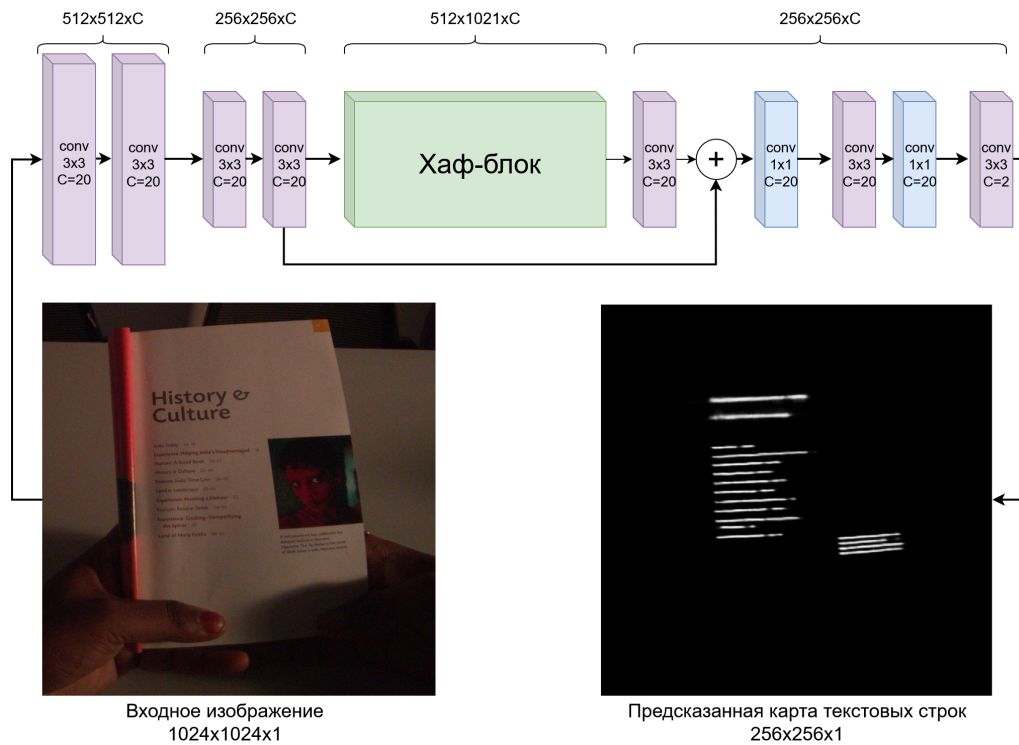 512x512xC
256x256xC
512x1021xC
256x256xC
conv
3x3
C=20
conv
3x3
C=20
conv
3x3
C=20
conv
3x3
C=20
Хаф-блок
conv
3x3
C=20
+
conv
1x1
C=20
conv
3x3
C=20
conv
1x1
C=20
conv
3x3
C=2
History &
Culture
Входное изображение
1024x1024x1
Предсказанная карта текстовых строк
256x256x1